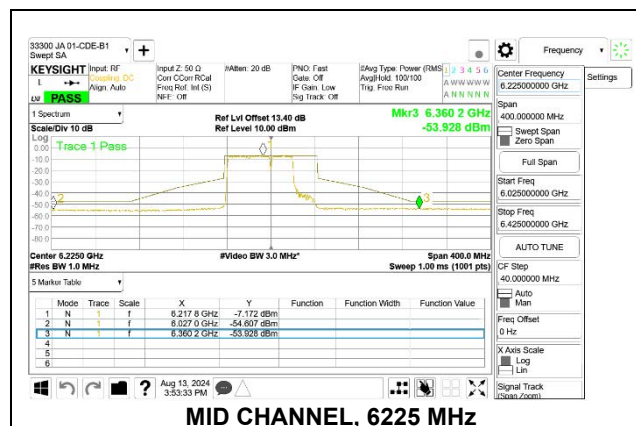 33300 JA 01-CDE-B1
Swept SA
Frequency
KEYSIGHT
L
LNI PASS
Input: RF
Coupling: DC
Align: Auto
Input Z: 50 Ω
Corr CCorr RCal
Freq Ref: Int (S)
NFE: Off
#Atten: 20 dB
PNO: Fast
Gate: Off
IF Gain: Low
Sig Track: Off
#Avg Type: Power (RMS
Avg|Hold: 100/100
Trig: Free Run
1 2 3 4 5 6
A W W W W W
A N N N N N
1 Spectrum
Scale/Div 10 dB
Ref Lvl Offset 13.40 dB
Ref Level 10.00 dBm
Mkr3 6.360 2 GHz
-53.928 dBm
Log
Trace 1 Pass
0.00
-10.0
-20.0
-30.0
-40.0
-50.0
-60.0
-70.0
-80.0
1
2
3
Center 6.2250 GHz
#Res BW 1.0 MHz
#Video BW 3.0 MHz*
Span 400.0 MHz
Sweep 1.00 ms (1001 pts)
5 Marker Table
Mode Trace Scale X Y Function Function Width Function Value
1 N 1 f 6.217 8 GHz -7.172 dBm
2 N 1 f 6.027 0 GHz -54.607 dBm
3 N 1 f 6.360 2 GHz -53.928 dBm
4
5
6
Aug 13, 2024
3:53:33 PM
Center Frequency
6.225000000 GHz
Settings
Span
400.000000 MHz
Swept Span
Zero Span
Full Span
Start Freq
6.025000000 GHz
Stop Freq
6.425000000 GHz
AUTO TUNE
CF Step
40.000000 MHz
Auto
Man
Freq Offset
0 Hz
X Axis Scale
Log
Lin
Signal Track
(Span Zoom)
MID CHANNEL, 6225 MHz